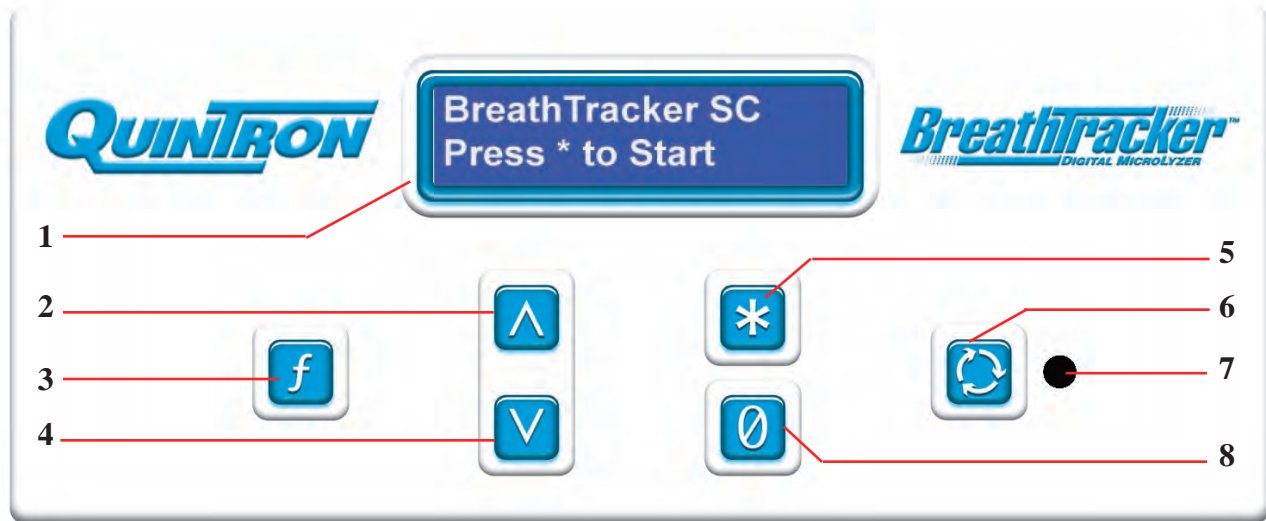 QUINTRON
BreathTracker SC
Press * to Start
BreathTracker™
DIGITAL MICROLYZER
1
2
3
4
5
6
7
8
f
∧
∨
*
0